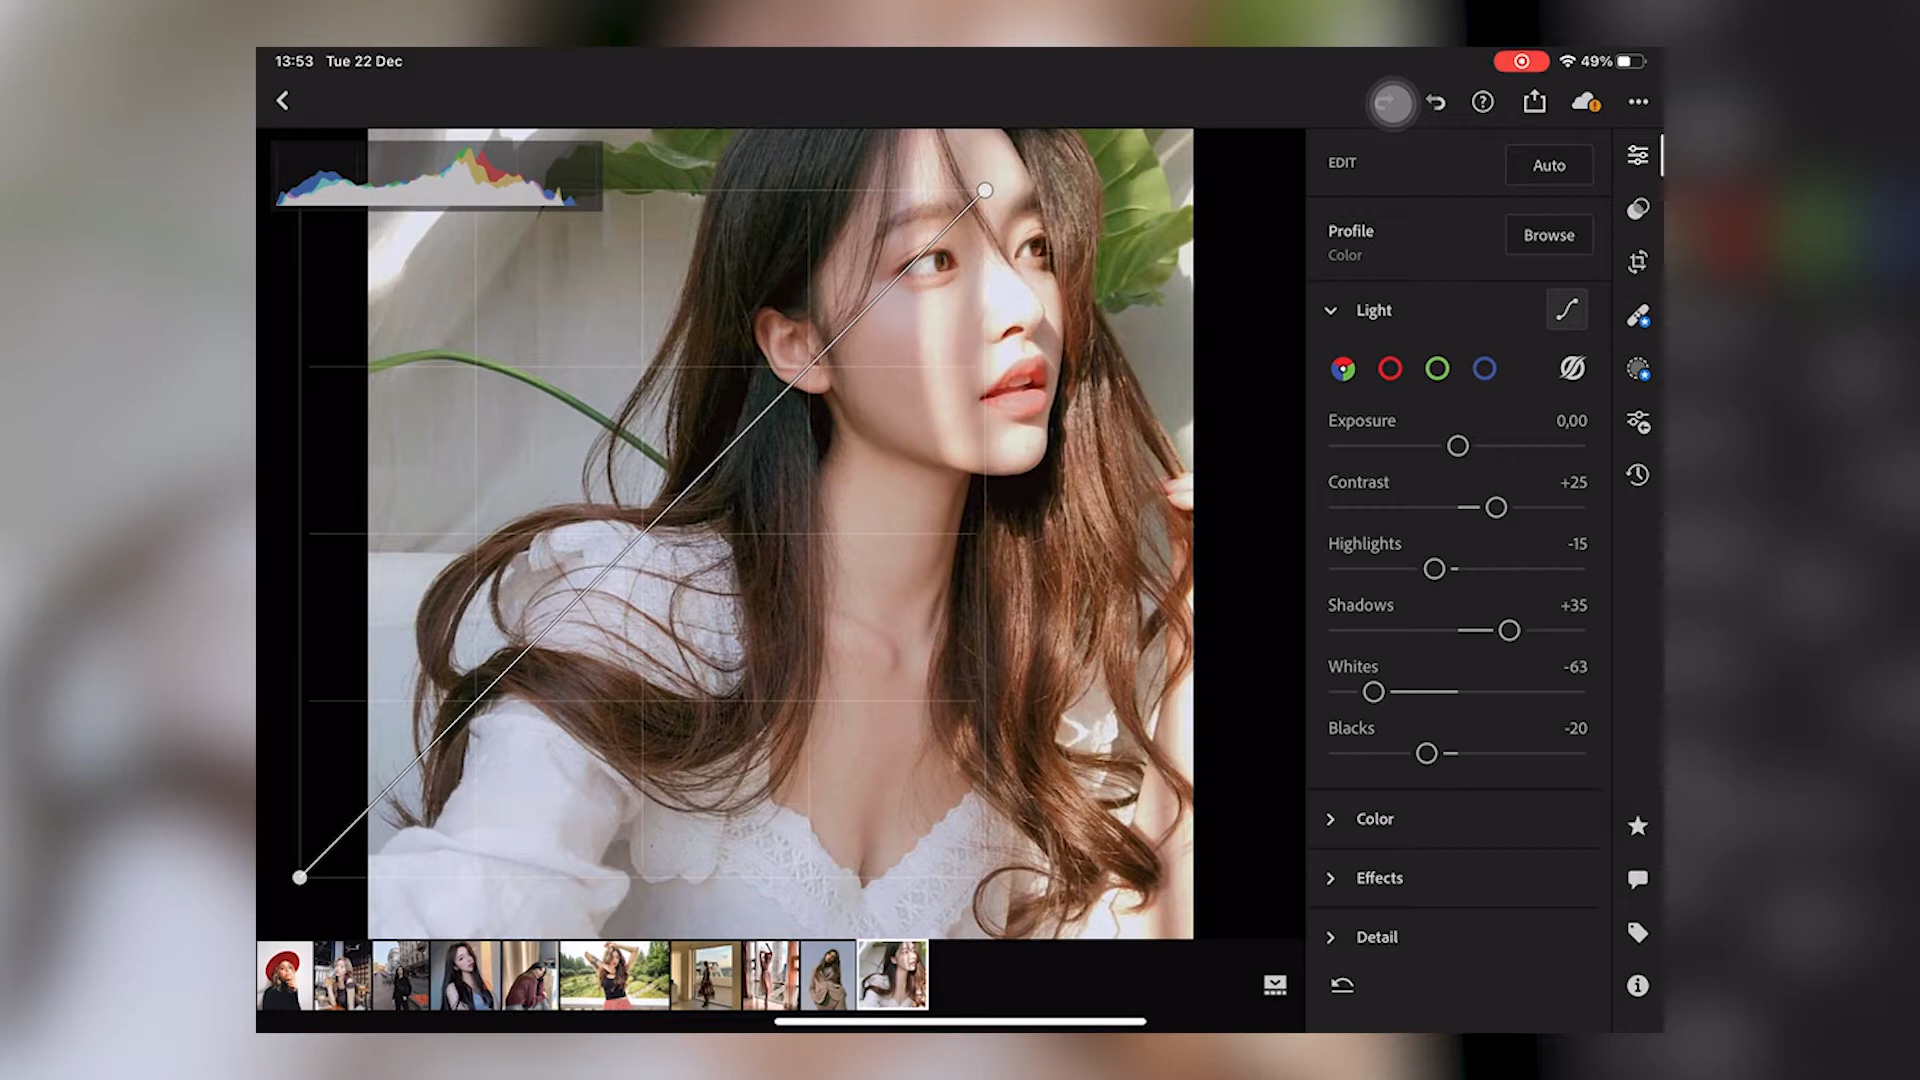 13:53 Tue 22 Dec
49%
EDIT
Auto
Profile
Color
Browse
Light
Exposure 0,00
Contrast +25
Highlights -15
Shadows +35
Whites -63
Blacks -20
Color
Effects
Detail